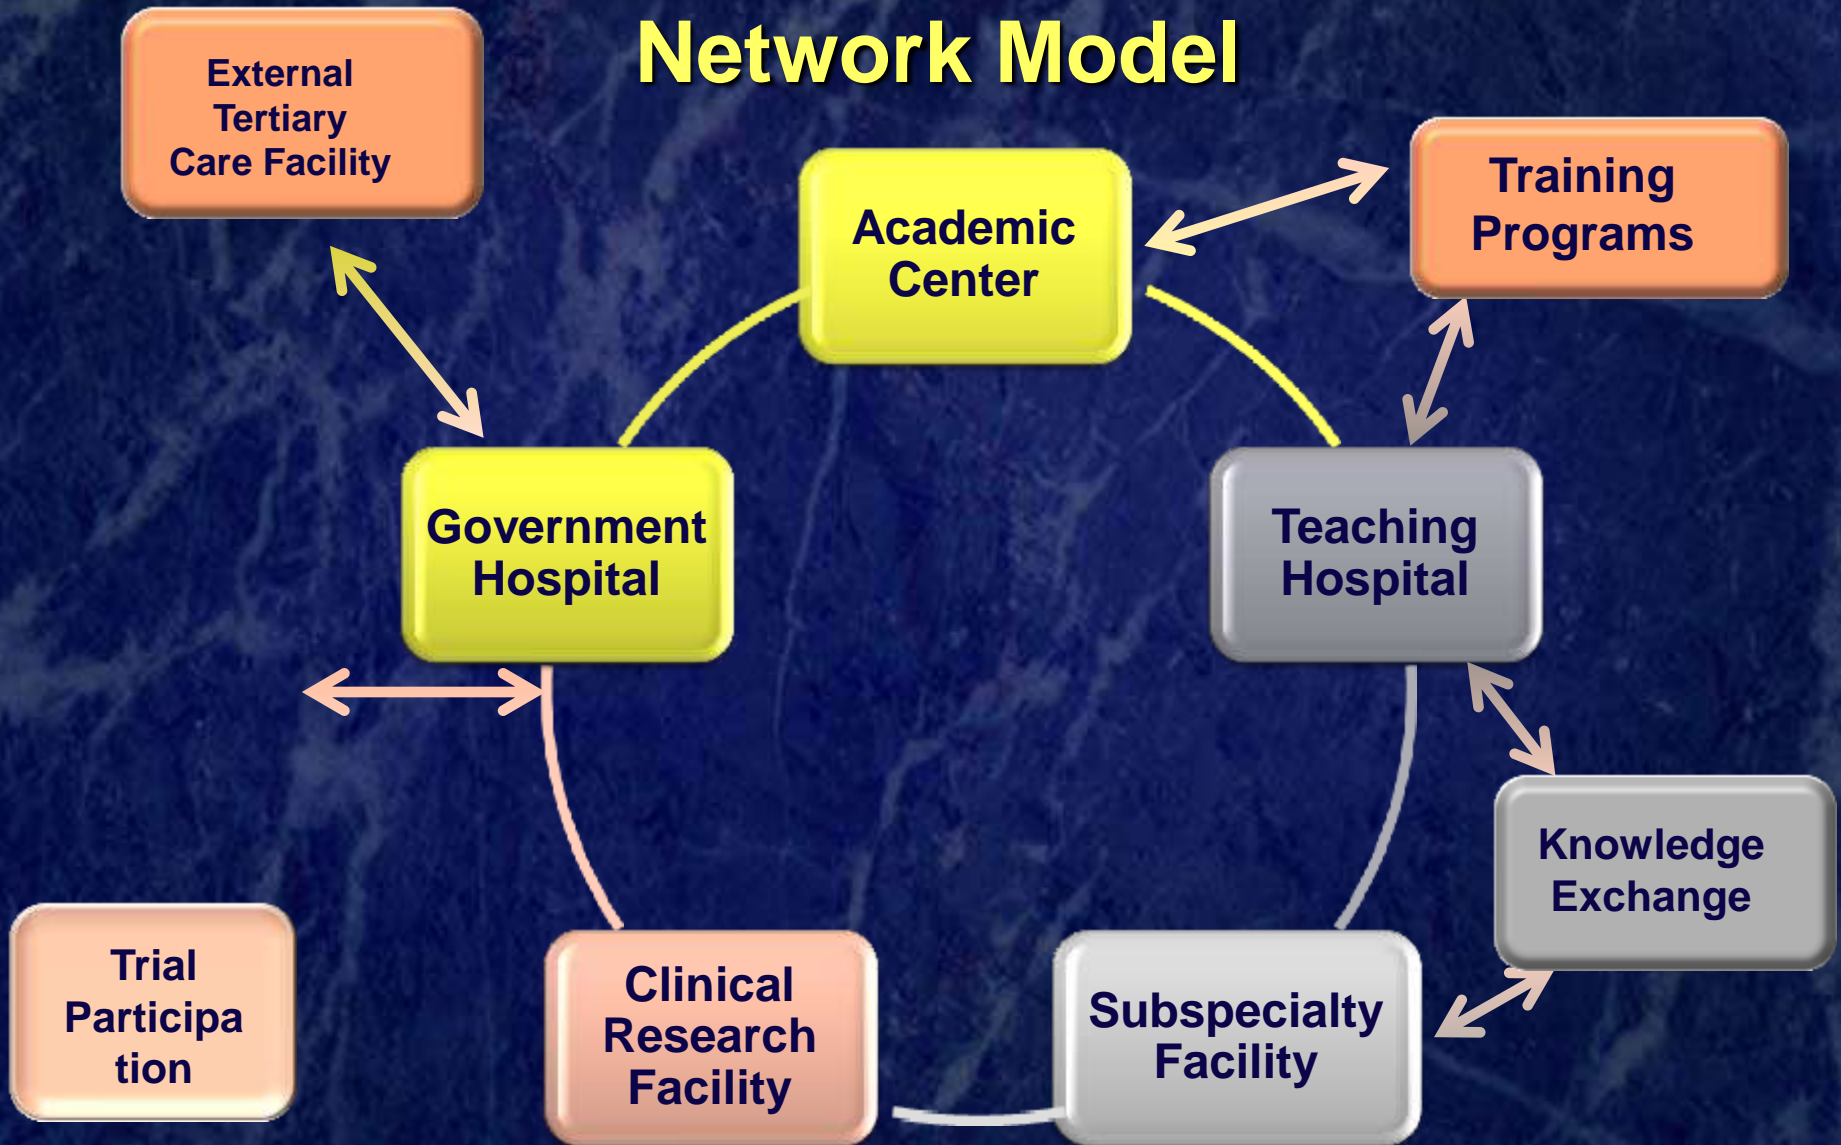 Network Model
External
Tertiary
Care Facility
Academic
Center
Training
Programs
Government
Hospital
Teaching
Hospital
Knowledge
Exchange
Trial
Participa
tion
Clinical
Research
Facility
Subspecialty
Facility